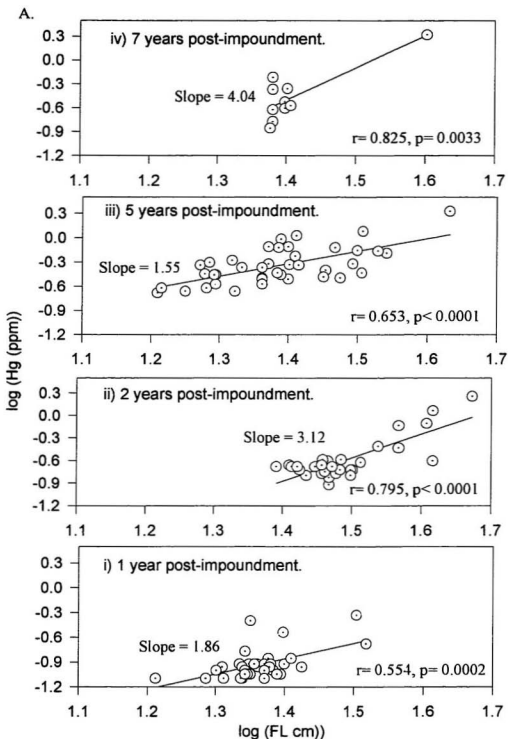 A.
iv) 7 years post-impoundment.
Slope = 4.04
r= 0.825, p= 0.0033
0.3
0.0
-0.3
-0.6
-0.9
-1.2
1.1 1.2 1.3 1.4 1.5 1.6 1.7
iii) 5 years post-impoundment.
Slope = 1.55
r= 0.653, p< 0.0001
0.3
0.0
-0.3
-0.6
-0.9
-1.2
1.1 1.2 1.3 1.4 1.5 1.6 1.7
log (Hg (ppm))
ii) 2 years post-impoundment.
Slope = 3.12
r= 0.795, p< 0.0001
0.3
0.0
-0.3
-0.6
-0.9
-1.2
1.1 1.2 1.3 1.4 1.5 1.6 1.7
i) 1 year post-impoundment.
Slope = 1.86
r= 0.554, p= 0.0002
0.3
0.0
-0.3
-0.6
-0.9
-1.2
1.1 1.2 1.3 1.4 1.5 1.6 1.7
log (FL cm))